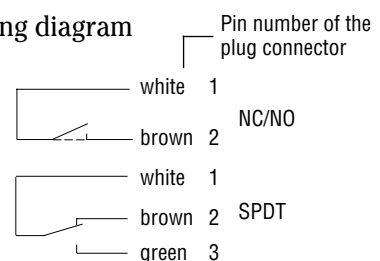 ng diagram
Pin number of the
plug connector
white 1
NC/NO
brown 2
white 1
brown 2 SPDT
green 3